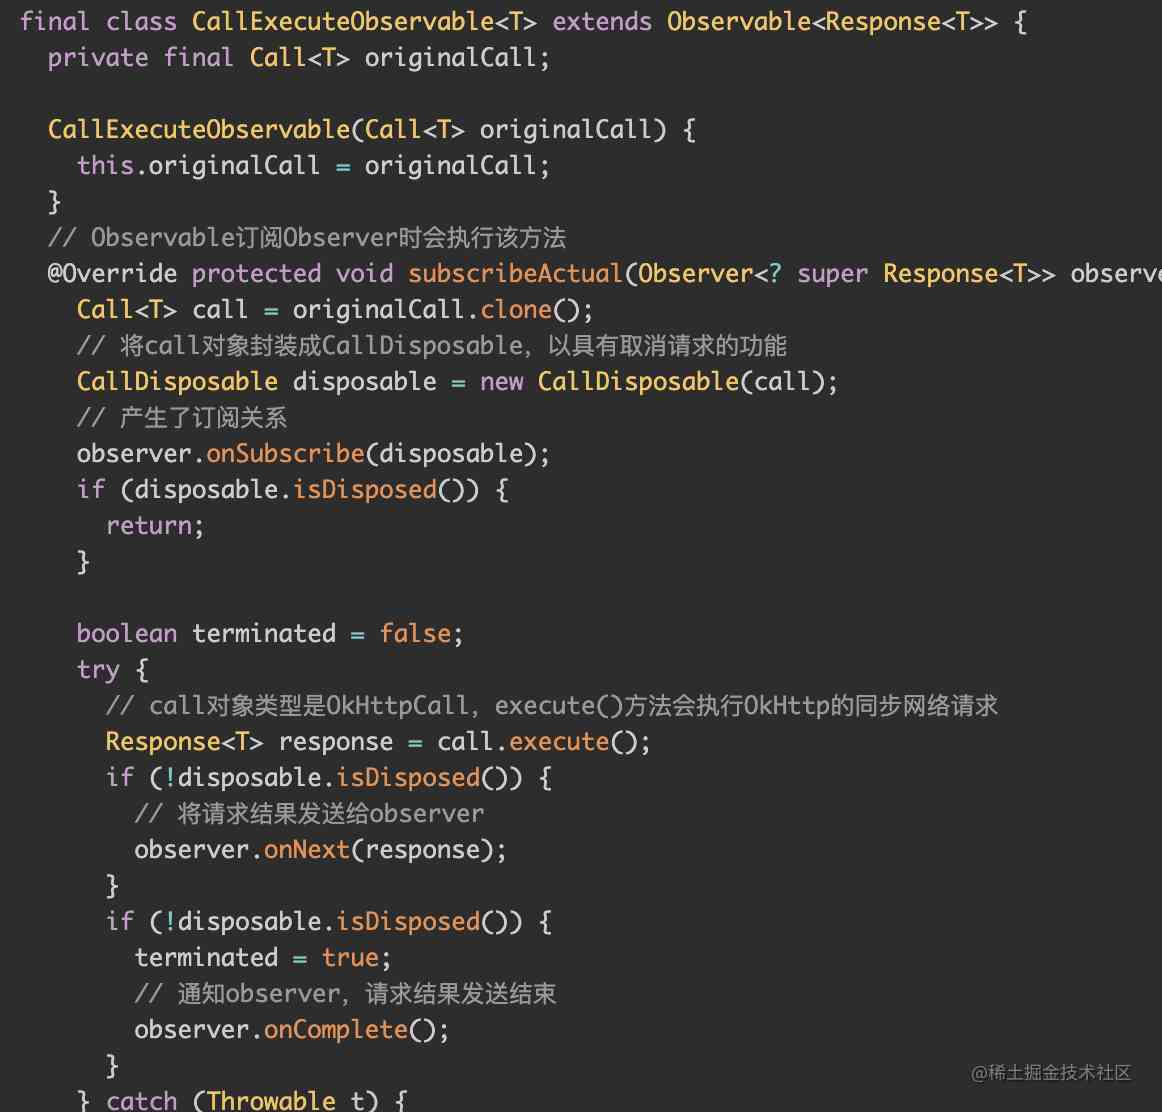 final class CallExecuteObservable<T> extends Observable<Response<T>> {
private final Call<T> originalCall;
CallExecuteObservable(Call<T> originalCall) {
this.originalCall = originalCall;
}
// Observable订阅Observer时会执行该方法
@Override protected void subscribeActual(Observer<? super Response<T>> observe
Call<T> call = originalCall.clone();
// 将call对象封装成CallDisposable，以具有取消请求的功能
CallDisposable disposable = new CallDisposable(call);
// 产生了订阅关系
observer.onSubscribe(disposable);
if (disposable.isDisposed()) {
return;
}
boolean terminated = false;
try {
// call对象类型是OkHttpCall，execute()方法会执行OkHttp的同步网络请求
Response<T> response = call.execute();
if (!disposable.isDisposed()) {
// 将请求结果发送给observer
observer.onNext(response);
}
if (!disposable.isDisposed()) {
terminated = true;
// 通知observer，请求结果发送结束
observer.onComplete();
}
} catch (Throwable t) {
@稀土掘金技术社区